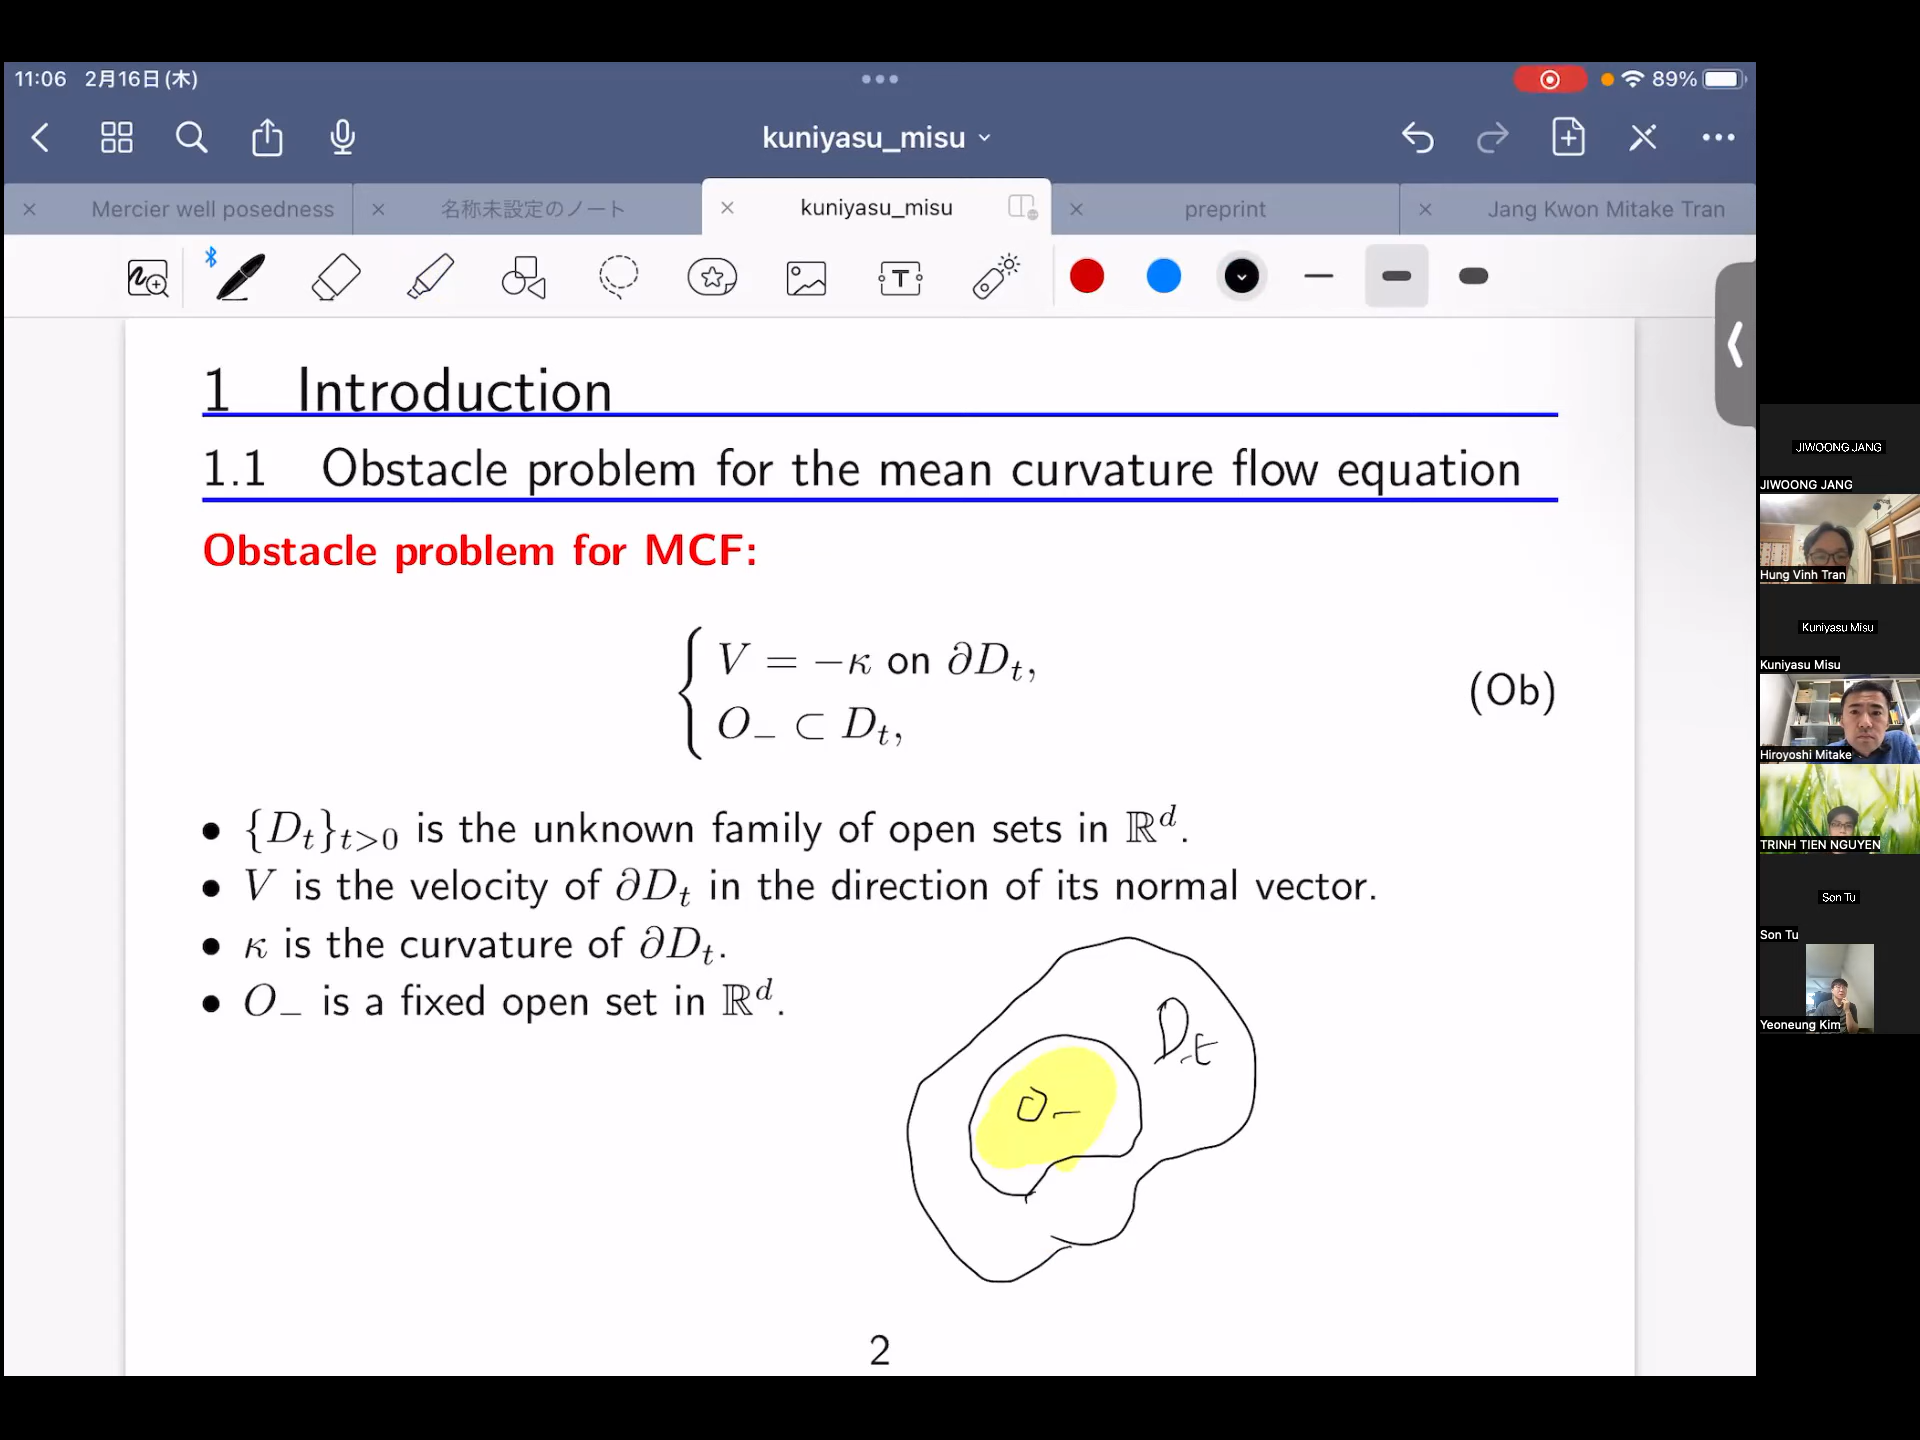 11:06 2月16日(木)
89%
kuniyasu_misu
Mercier well posedness
名称未設定のノート
kuniyasu_misu
preprint
Jang Kwon Mitake Tran
T
1 Introduction
1.1 Obstacle problem for the mean curvature flow equation
Obstacle problem for MCF:
V = −κ on ∂D_t,
O_− ⊂ D_t,
(Ob)
• {D_t}_{t>0} is the unknown family of open sets in ℝ^d.
• V is the velocity of ∂D_t in the direction of its normal vector.
• κ is the curvature of ∂D_t.
• O_− is a fixed open set in ℝ^d.
D_t
O_−
2
JIWOONG JANG
JIWOONG JANG
Hung Vinh Tran
Kuniyasu Misu
Kuniyasu Misu
Hiroyoshi Mitake
TRINH TIEN NGUYEN
Son Tu
Son Tu
Yeoneung Kim